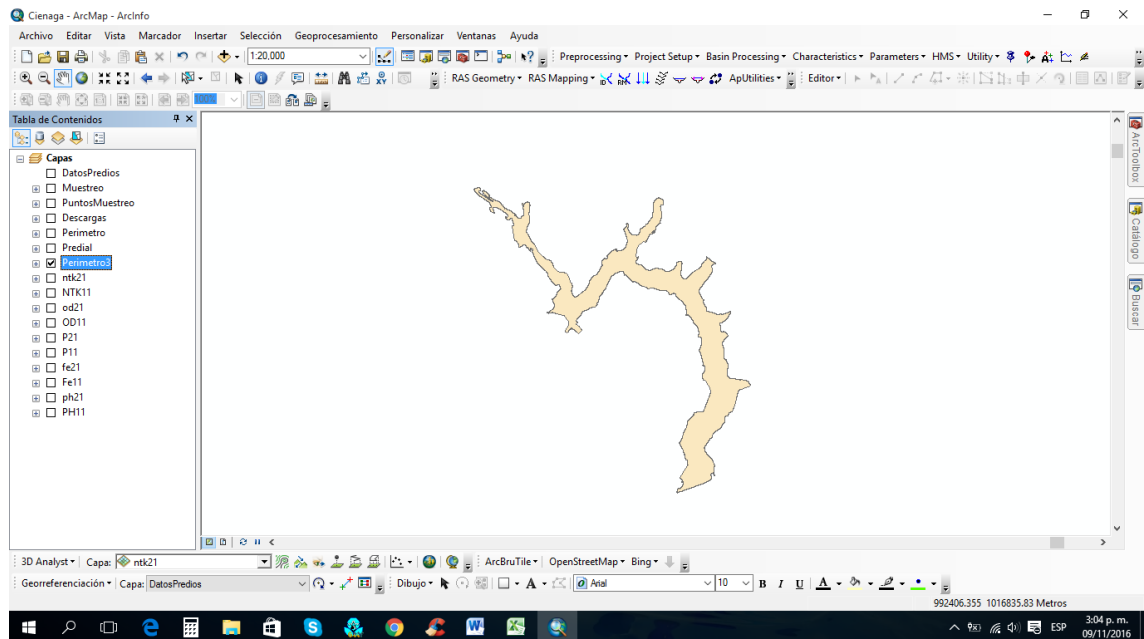 Cienaga - ArcMap - ArcInfo
Archivo Editar Vista Marcador Insertar Selección Geoprocesamiento Personalizar Ventanas Ayuda
1:20,000
Preprocessing Project Setup Basin Processing Characteristics Parameters HMS Utility
RAS Geometry RAS Mapping ApUtilities Editor
100%
Tabla de Contenidos
Capas
DatosPredios
Muestreo
PuntosMuestreo
Descargas
Perimetro
Predial
Perimetro3
ntk21
NTK11
od21
OD11
P21
P11
fe21
Fe11
ph21
PH11
ArcToolbox
Catálogo
Buscar
3D Analyst Capa: ntk21 ArcBruTile OpenStreetMap Bing
Georreferenciación Capa: DatosPredios Dibujo A Arial 10 B I U A
992406.355 1016835.83 Metros
ESP
3:04 p. m.
09/11/2016